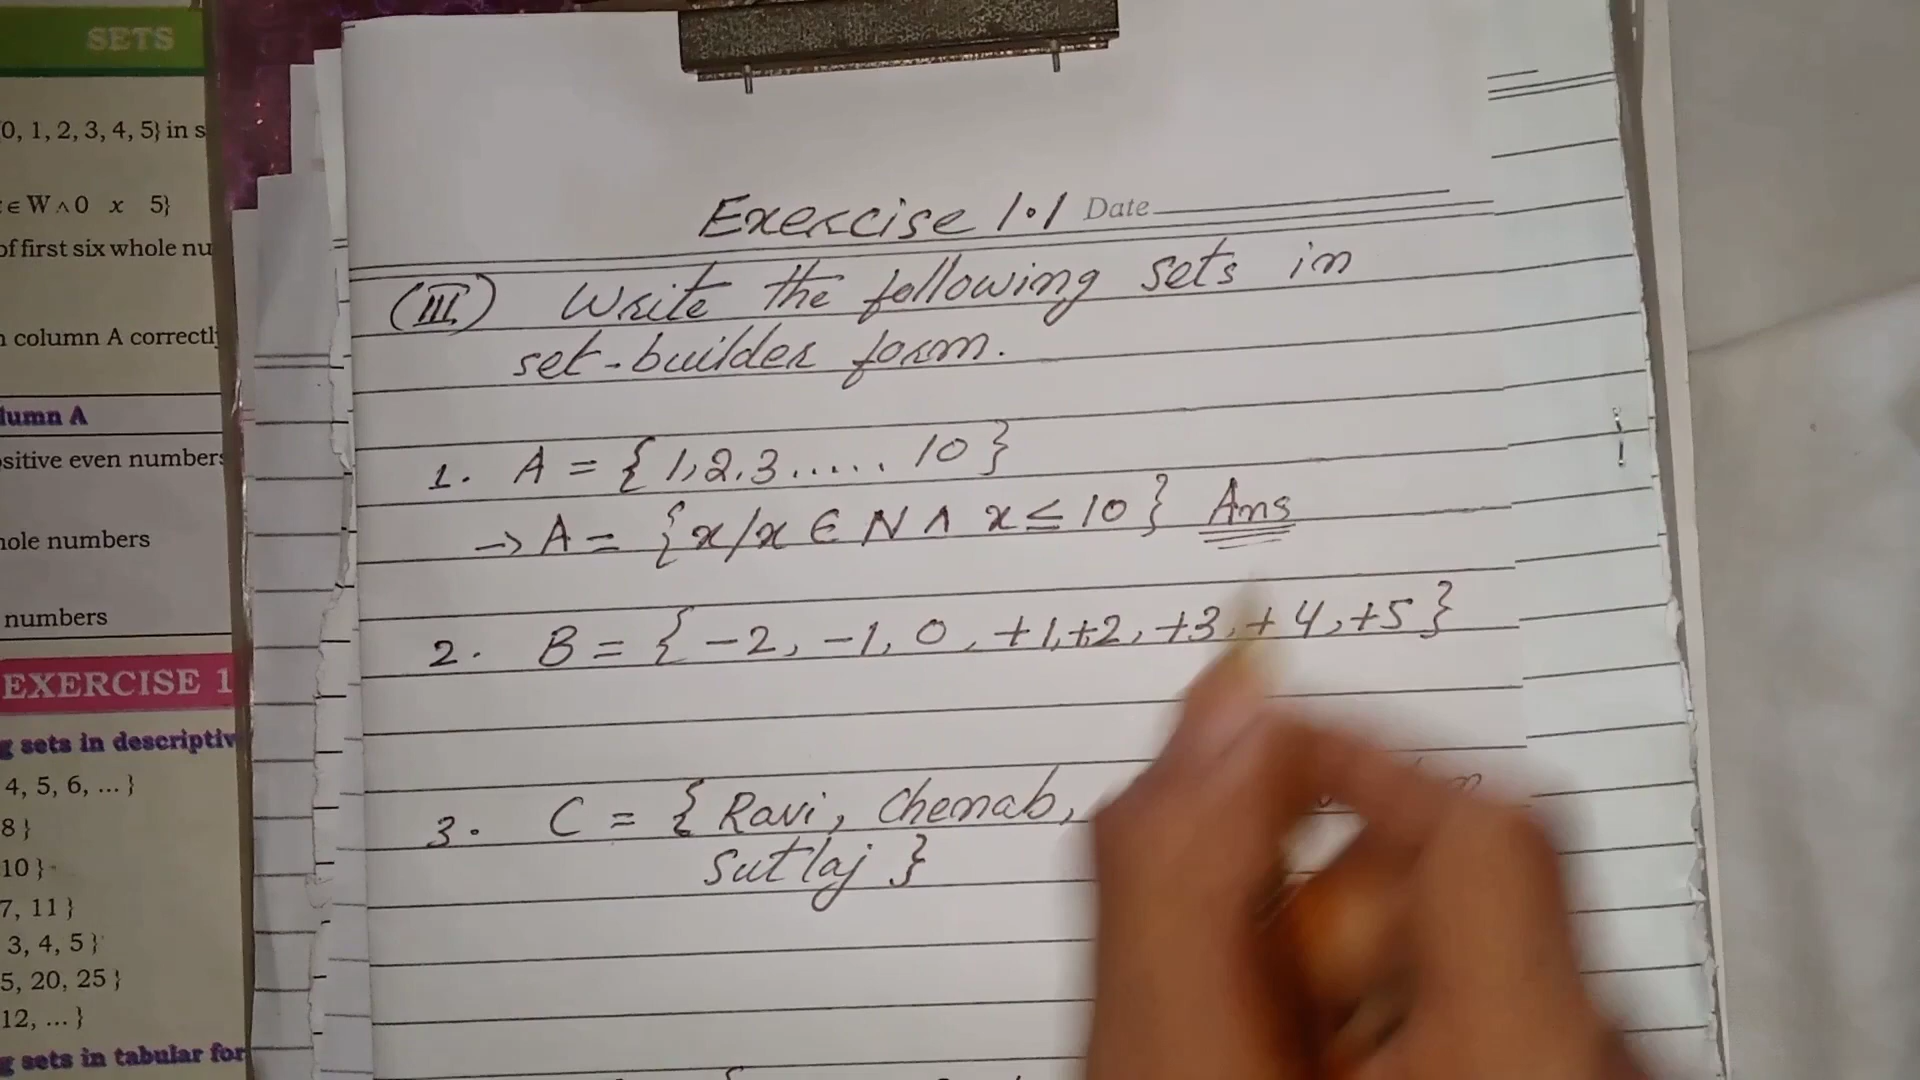 SETS
0, 1, 2, 3, 4, 5} in s
∈ W ∧ 0 x 5}
of first six whole nu
column A correctly
lumn A
sitive even numbers
hole numbers
numbers
EXERCISE 1
g sets in descriptiv
4, 5, 6, ... }
8 }
10 }
7, 11 }
3, 4, 5 }
5, 20, 25 }
12, ... }
g sets in tabular for
Exercise 1.1 Date
(III) Write the following sets in
set-builder form.
1. A = { 1, 2, 3 ..... 10 }
→ A = { x/x ∈ N ∧ x ≤ 10 } Ans
2. B = { -2, -1, 0, +1, +2, +3, +4, +5 }
3. C = { Ravi, Chenab,
Sutlaj }